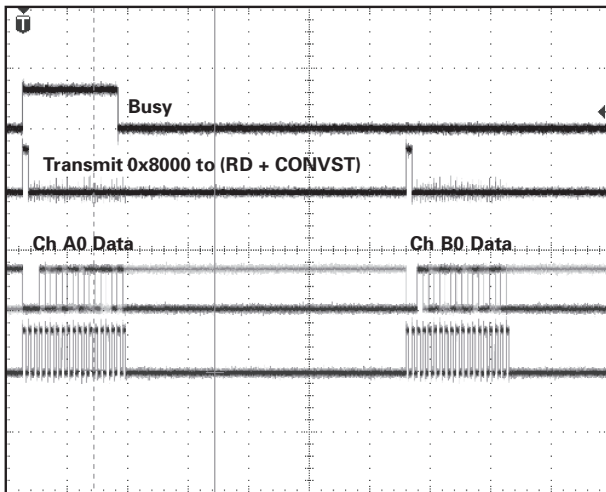 T
Busy
Transmit 0x8000 to (RD + CONVST)
Ch A0 Data
Ch B0 Data